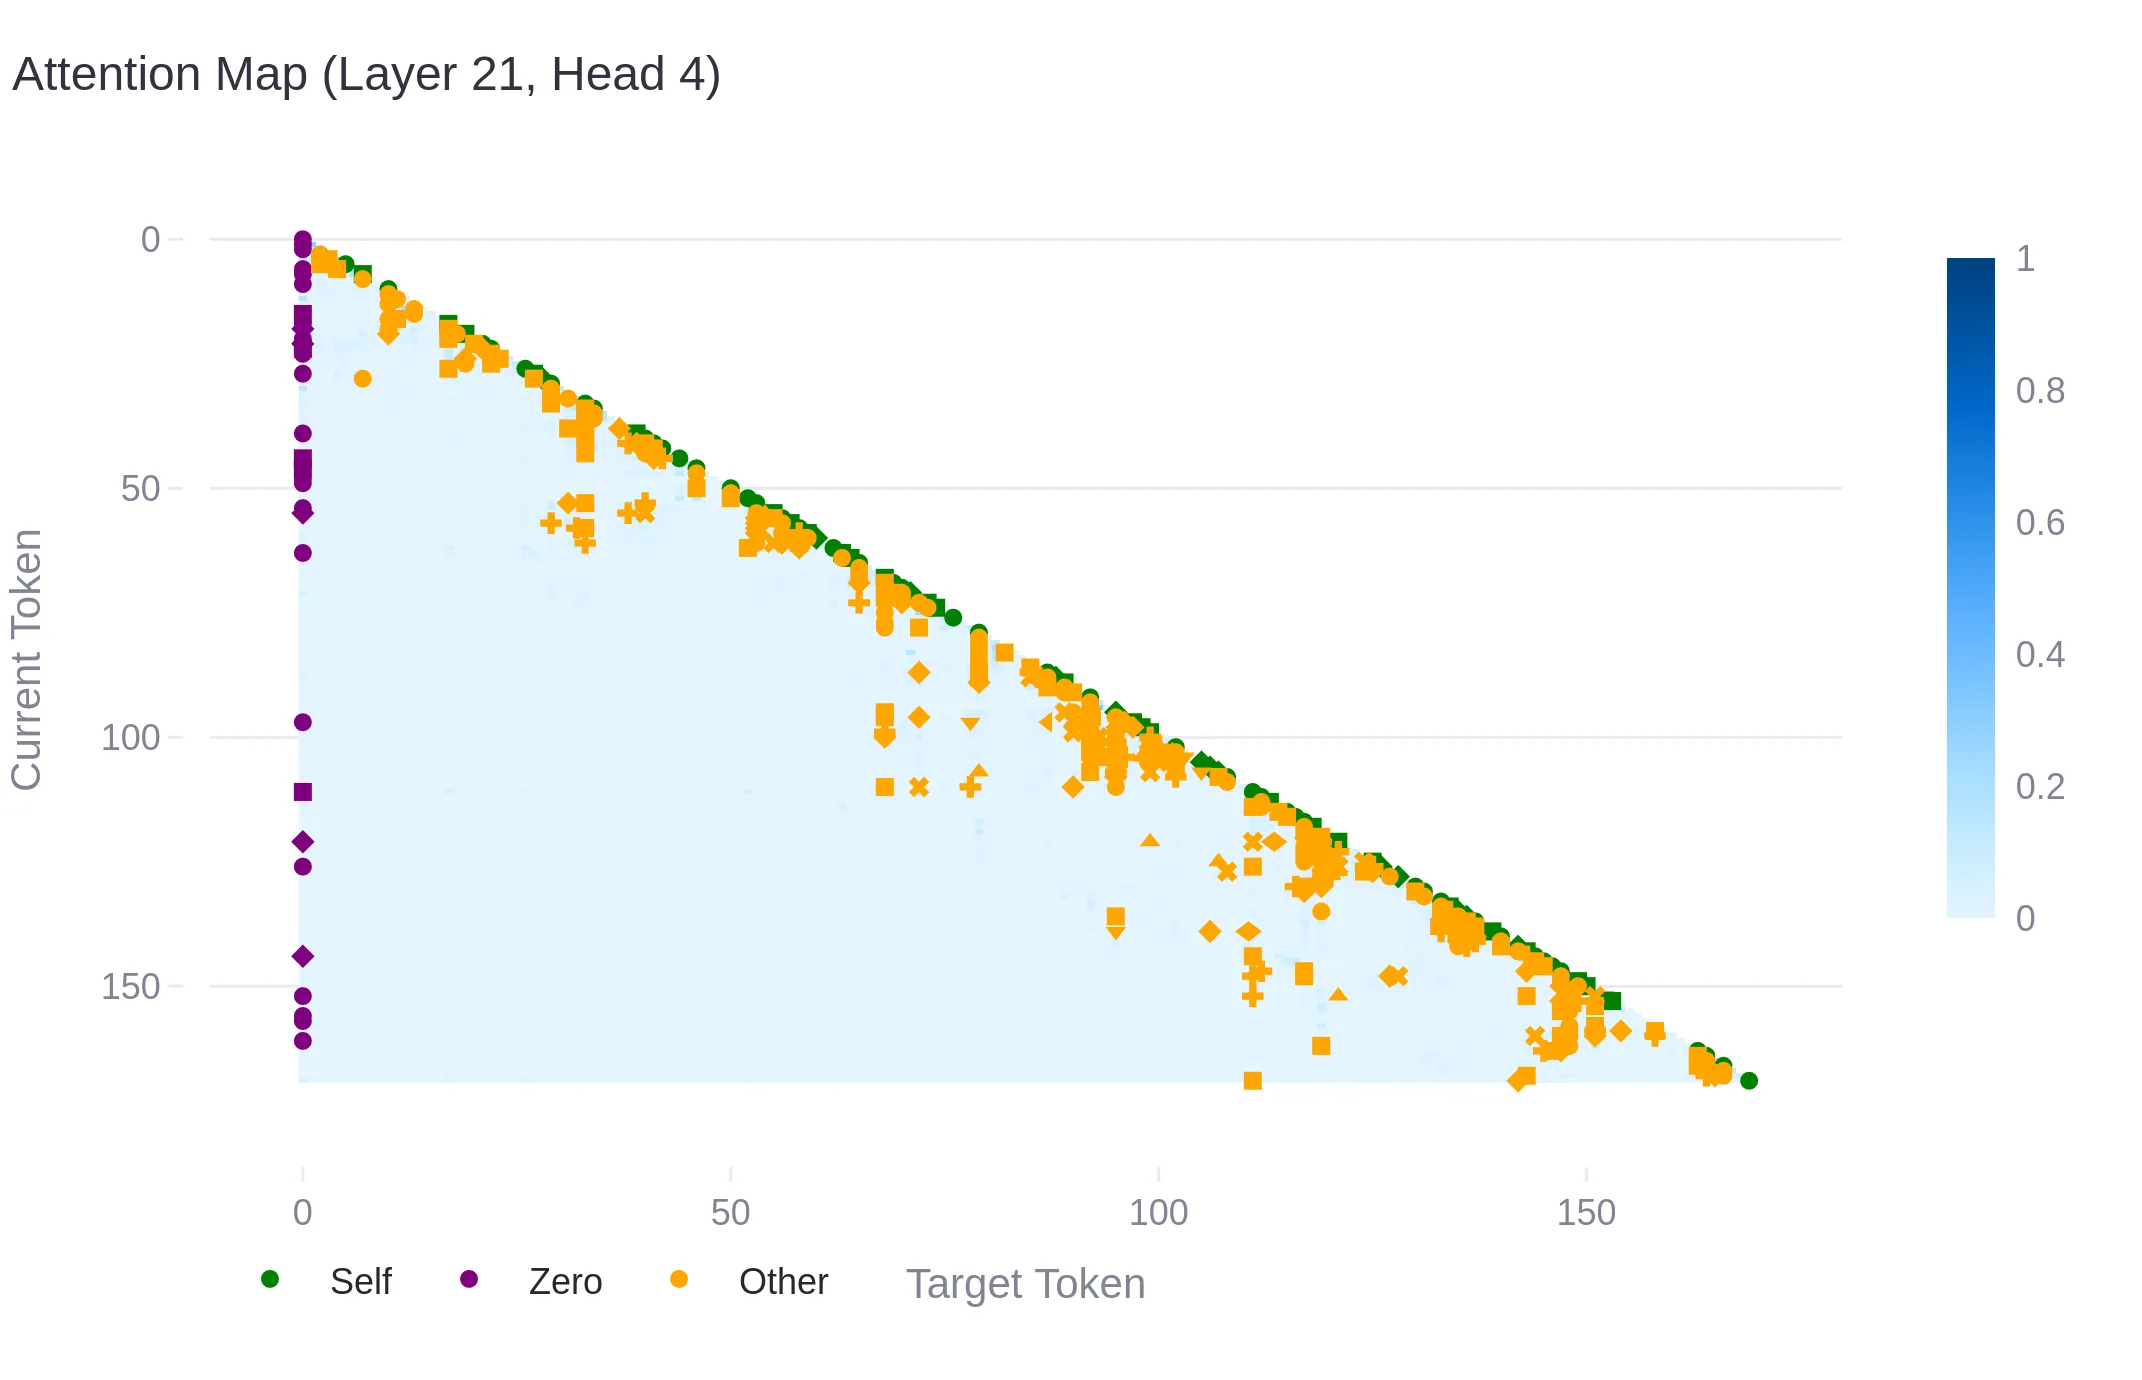 Attention Map (Layer 21, Head 4)
0
50
100
150
Current Token
1
0.8
0.6
0.4
0.2
0
0 50 100 150
Self Zero Other Target Token